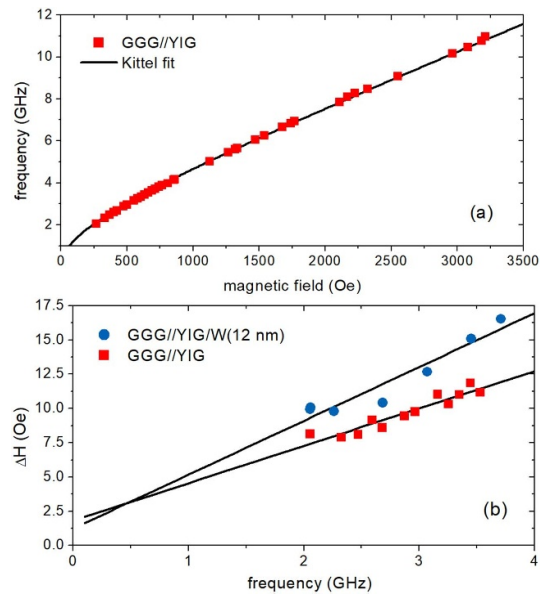 12
10
8
6
4
2
frequency (GHz)
GGG//YIG
Kittel fit
(a)
0 500 1000 1500 2000 2500 3000 3500
magnetic field (Oe)
17.5
15.0
12.5
10.0
7.5
5.0
2.5
0.0
ΔH (Oe)
GGG//YIG/W(12 nm)
GGG//YIG
(b)
0 1 2 3 4
frequency (GHz)